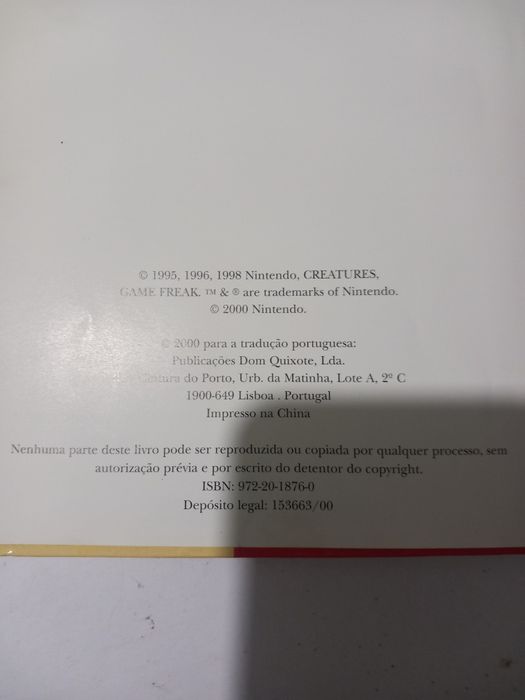 © 1995, 1996, 1998 Nintendo, CREATURES,
GAME FREAK. ™ & ® are trademarks of Nintendo.
© 2000 Nintendo.
© 2000 para a tradução portuguesa:
Publicações Dom Quixote, Lda.
Cintura do Porto, Urb. da Matinha, Lote A, 2º C
1900-649 Lisboa . Portugal
Impresso na China
Nenhuma parte deste livro pode ser reproduzida ou copiada por qualquer processo, sem
autorização prévia e por escrito do detentor do copyright.
ISBN: 972-20-1876-0
Depósito legal: 153663/00